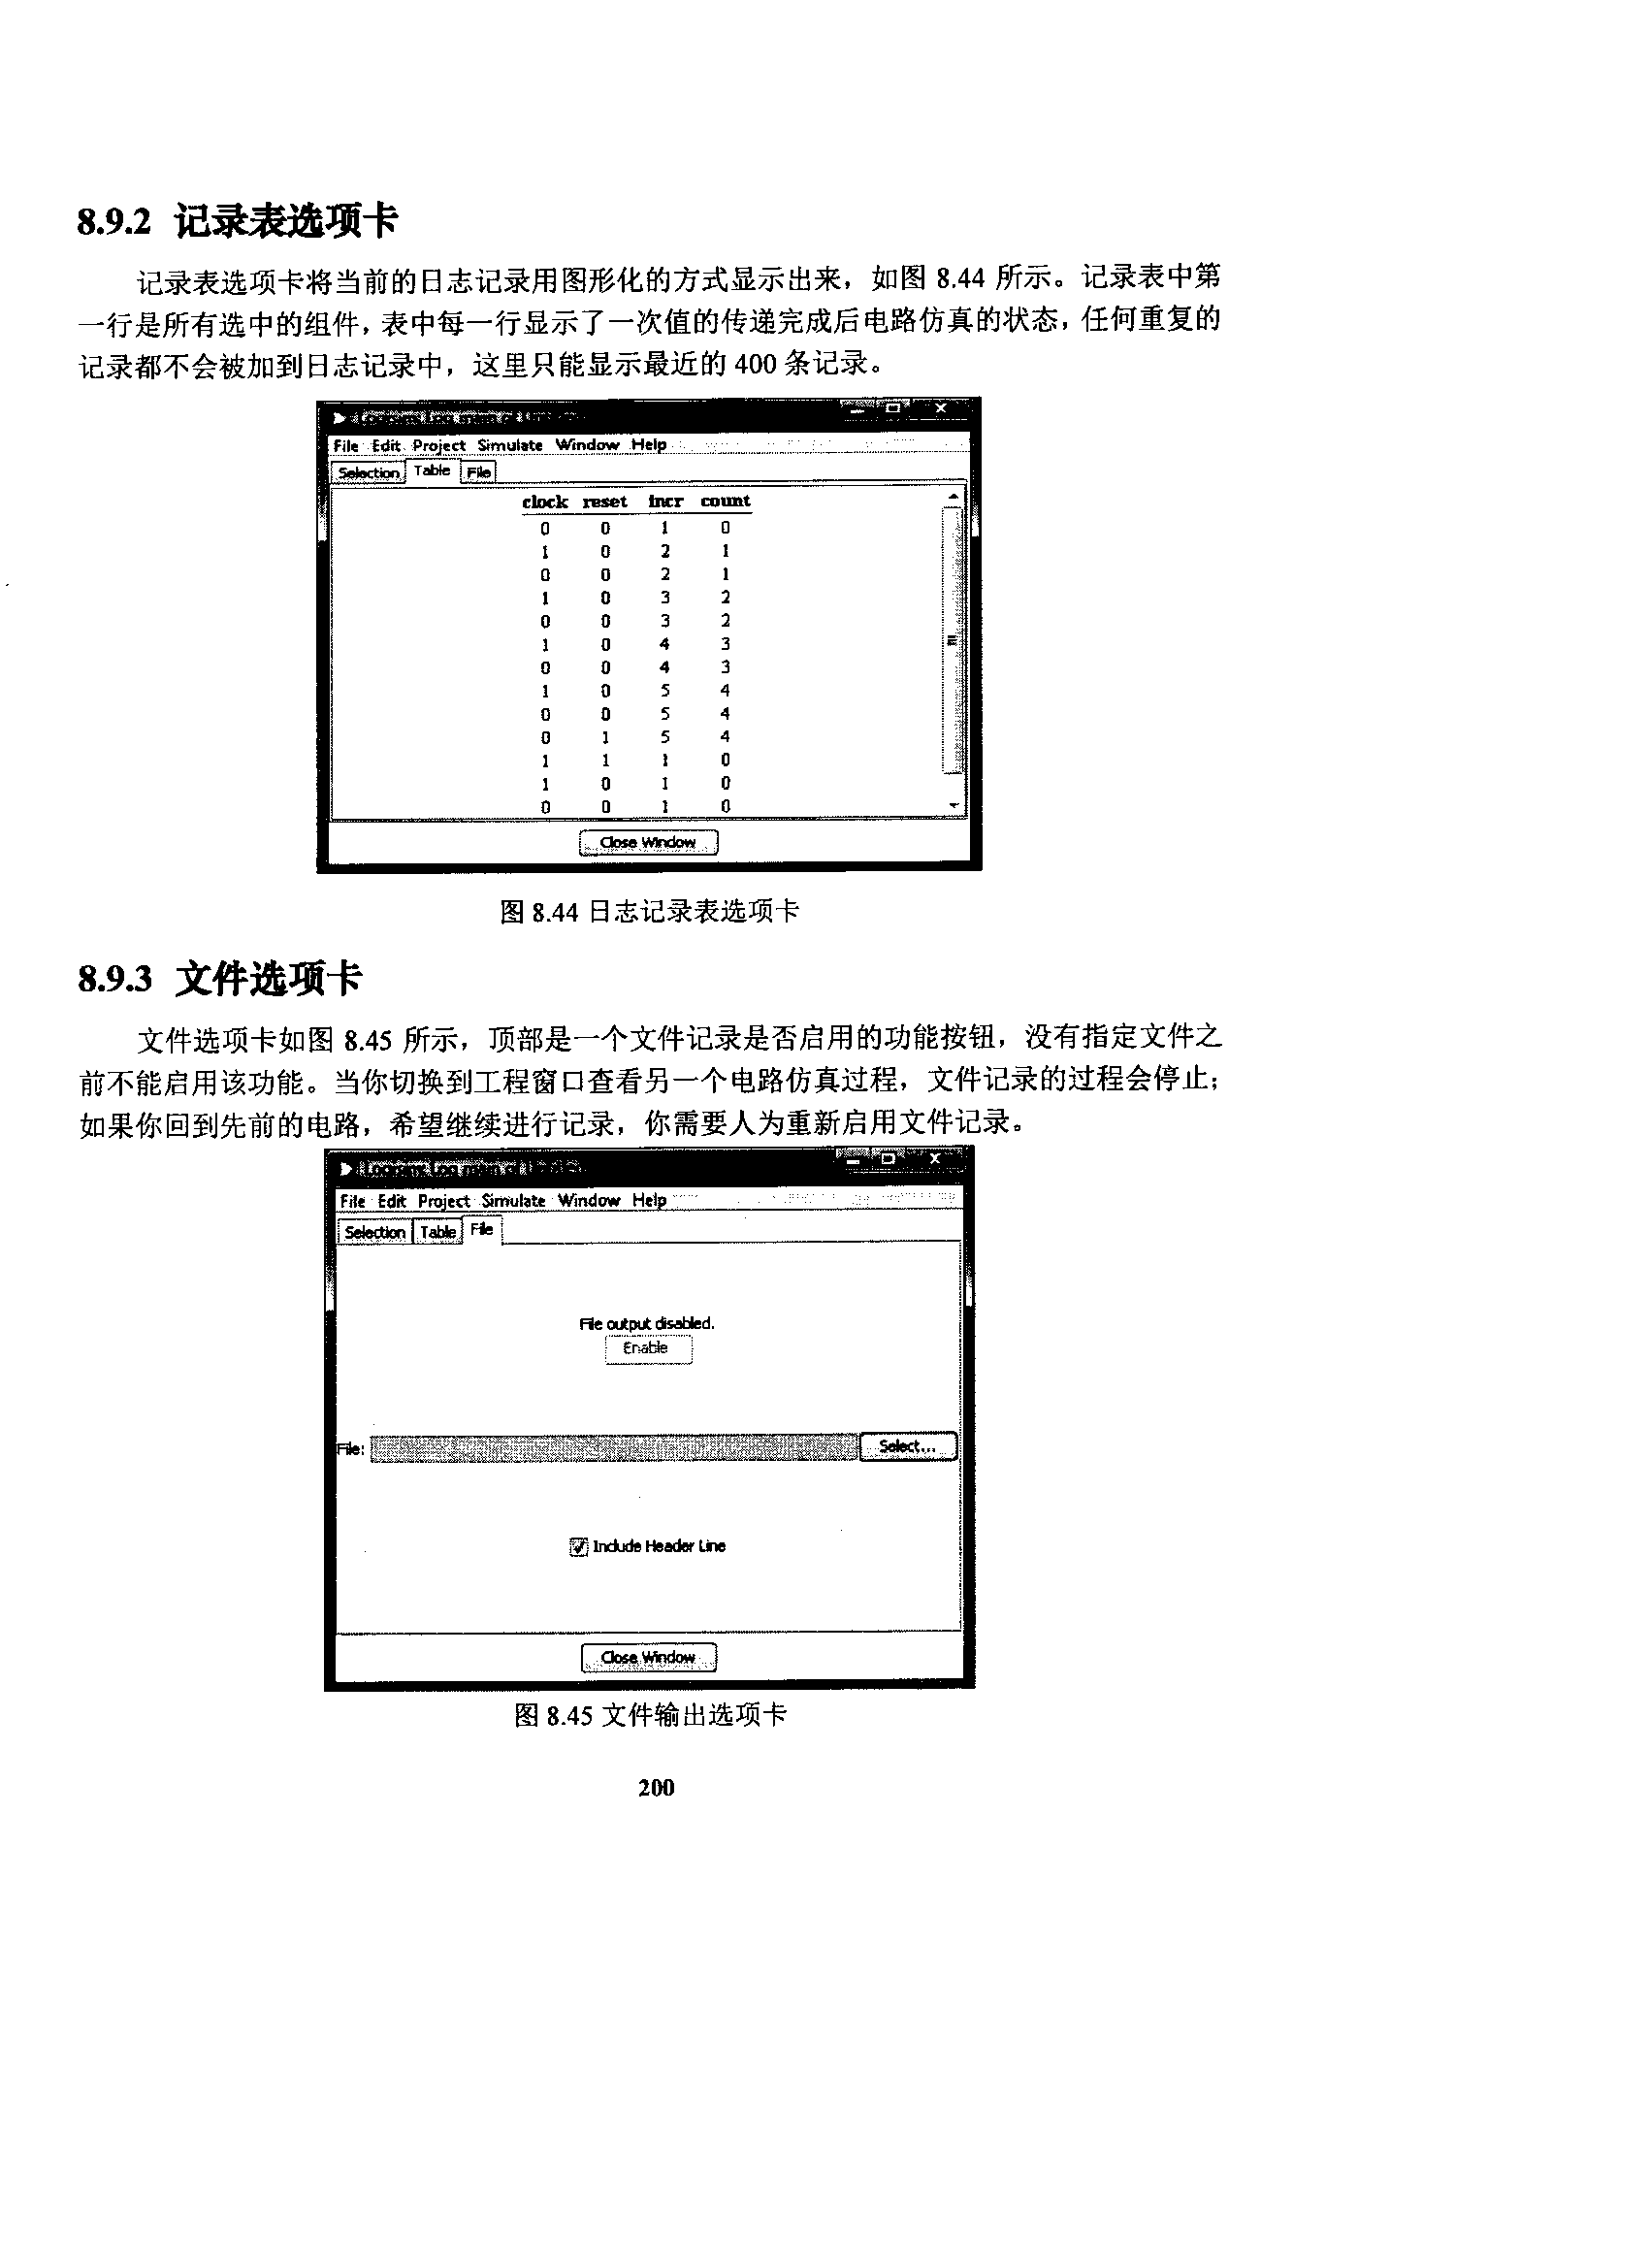 8.9.2 记录表选项卡
记录表选项卡将当前的日志记录用图形化的方式显示出来，如图 8.44 所示。记录表中第
一行是所有选中的组件，表中每一行显示了一次值的传递完成后电路仿真的状态，任何重复的
记录都不会被加到日志记录中，这里只能显示最近的 400 条记录。
File Edit Project Simulate Window Help
Selection Table File
clock reset incr count
0 0 1 0
1 0 2 1
0 0 2 1
1 0 3 2
0 0 3 2
1 0 4 3
0 0 4 3
1 0 5 4
0 0 5 4
0 1 5 4
1 1 1 0
1 0 1 0
0 0 1 0
Close Window
图 8.44 日志记录表选项卡
8.9.3 文件选项卡
文件选项卡如图 8.45 所示，顶部是一个文件记录是否启用的功能按钮，没有指定文件之
前不能启用该功能。当你切换到工程窗口查看另一个电路仿真过程，文件记录的过程会停止；
如果你回到先前的电路，希望继续进行记录，你需要人为重新启用文件记录。
File Edit Project Simulate Window Help
Selection Table File
File output disabled.
Enable
File: Select...
Include Header Line
Close Window
图 8.45 文件输出选项卡
200